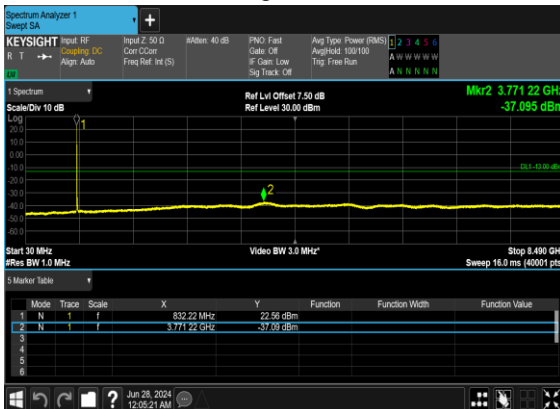 Spectrum Analyzer 1
Swept SA
KEYSIGHT Input: RF Input Z: 50 Ω #Atten: 40 dB PNO: Fast Avg Type: Power (RMS) 1 2 3 4 5 6
R T Coupling: DC Corr CCorr Gate: Off Avg|Hold: 100/100 A W W W W W
Align: Auto Freq Ref: Int (S) IF Gain: Low Trig: Free Run
Sig Track: Off A N N N N N
1 Spectrum Ref Lvl Offset 7.50 dB Mkr2 3.771 22 GHz
Scale/Div 10 dB Ref Level 30.00 dBm -37.095 dBm
Log
20.0 1
10.0
0.00
-10.0 DL1 -13.00 dBm
-20.0
-30.0 2
-40.0
-50.0
-60.0
Start 30 MHz Video BW 3.0 MHz* Stop 8.490 GH
#Res BW 1.0 MHz Sweep 16.0 ms (40001 pts
5 Marker Table
Mode Trace Scale X Y Function Function Width Function Value
1 N 1 f 832.22 MHz 22.56 dBm
2 N 1 f 3.771 22 GHz -37.09 dBm
3
4
5
6
? Jun 28, 2024
12:05:21 AM